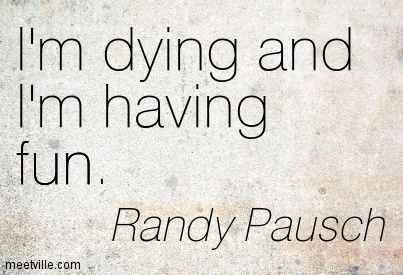 I'm dying and
I'm having
fun.
Randy Pausch
meetville.com